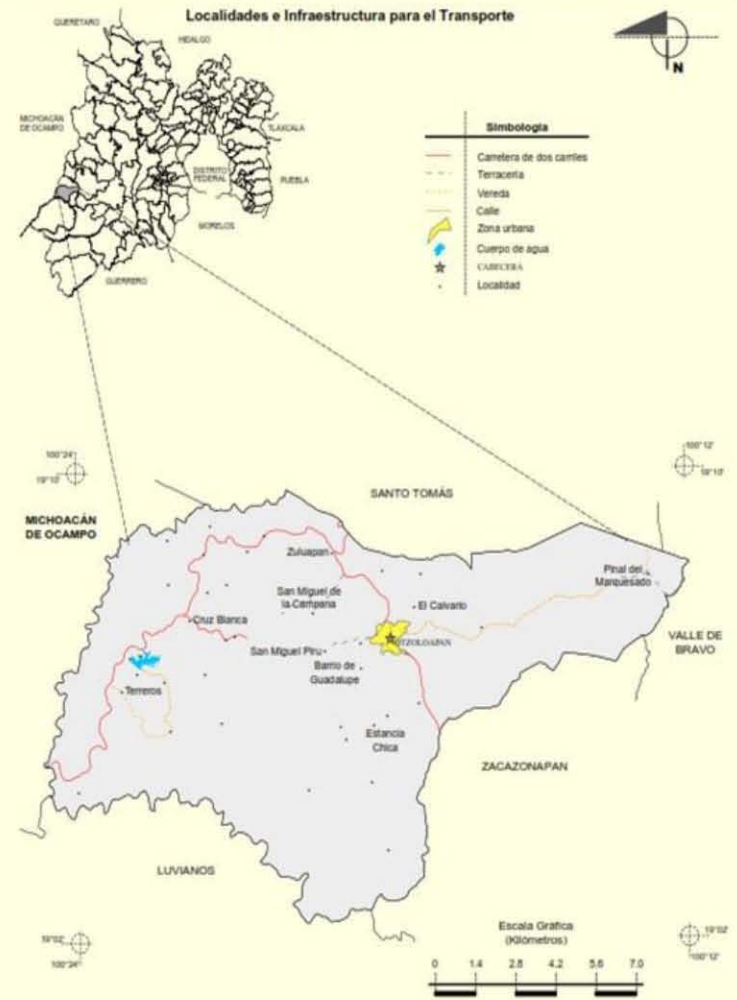 Localidades e Infraestructura para el Transporte
QUERÉTARO
HIDALGO
MICHOACÁN
DE OCAMPO
TLAXCALA
DISTRITO
FEDERAL
PUEBLA
MORELOS
GUERRERO
N
Simbología
Carretera de dos carriles
Terracería
Vereda
Calle
Zona urbana
Cuerpo de agua
CABECERA
Localidad
100°24'
19°10'
100°12'
19°10'
SANTO TOMÁS
MICHOACÁN
DE OCAMPO
Zuluapan
Pinal del
Marquesado
San Miguel de
la Campana
El Calvario
Cruz Blanca
OTZOLOAPAN
San Miguel Piru
Barrio de
Guadalupe
VALLE DE
BRAVO
Terreros
Estancia
Chica
ZACAZONAPAN
LUVIANOS
19°02'
100°24'
Escala Gráfica
(Kilómetros)
0 1.4 2.8 4.2 5.6 7.0
19°02'
100°12'